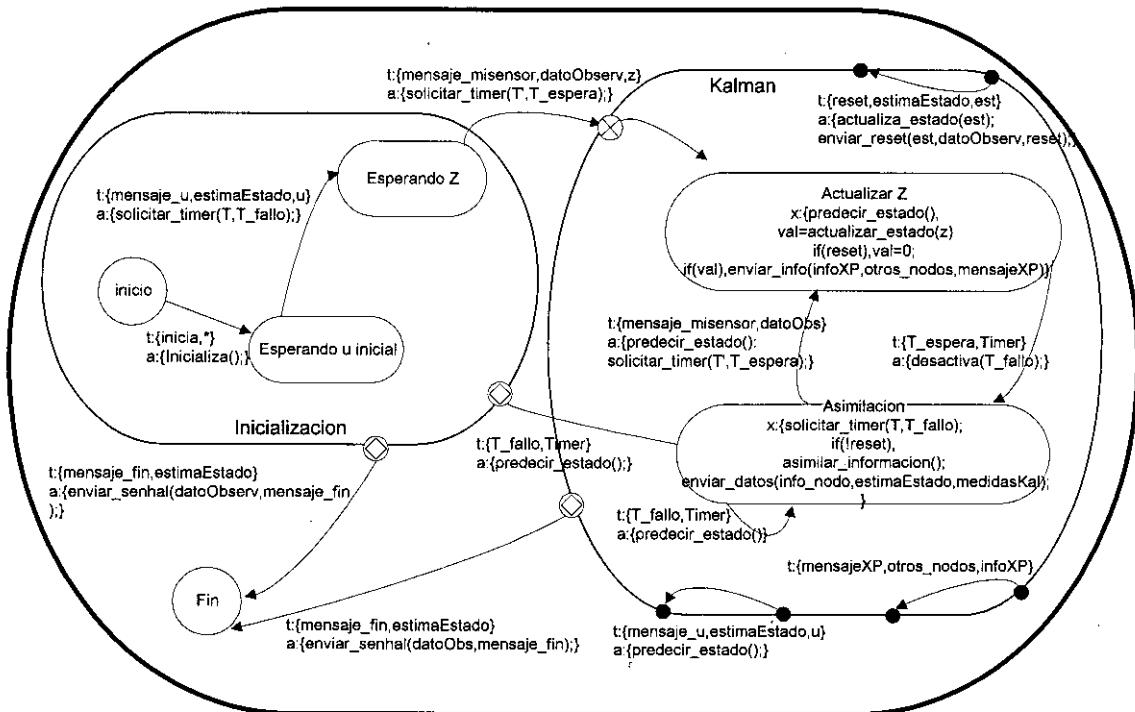 t:{mensaje_misensor,datoObserv,z}
a:{solicitar_timer(T',T_espera);}
Kalman
t:{reset,estimaEstado,est}
a:{actualiza_estado(est);
enviar_reset(est,datoObserv,reset);}
Esperando Z
t:{mensaje_u,estimaEstado,u}
a:{solicitar_timer(T,T_fallo);}
Actualizar Z
x:{predecir_estado(),
val=actualizar_estado(z)
if(reset),val=0;
if(val),enviar_info(infoXP,otros_nodos,mensajeXP)}
inicio
t:{inicia,*}
a:{Inicializa();}
Esperando u inicial
t:{mensaje_misensor,datoObs}
a:{predecir_estado():
solicitar_timer(T',T_espera);}
t:{T_espera,Timer}
a:{desactiva(T_fallo);}
Inicializacion
Asimilacion
x:{solicitar_timer(T,T_fallo);
if(!reset),
asimilar_informacion();
enviar_datos(info_nodo,estimaEstado,medidasKal);
}
t:{T_fallo,Timer}
a:{predecir_estado();}
t:{mensaje_fin,estimaEstado}
a:{enviar_senhal(datoObserv,mensaje_fin
);}
t:{T_fallo,Timer}
a:{predecir_estado()}
t:{mensajeXP,otros_nodos,infoXP}
Fin
t:{mensaje_fin,estimaEstado}
a:{enviar_senhal(datoObs,mensaje_fin);}
t:{mensaje_u,estimaEstado,u}
a:{predecir_estado();}